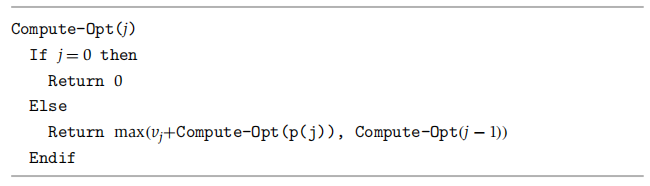 Compute-Opt(j)
If j = 0 then
Return 0
Else
Return max(vj+Compute-Opt(p(j)), Compute-Opt(j − 1))
Endif